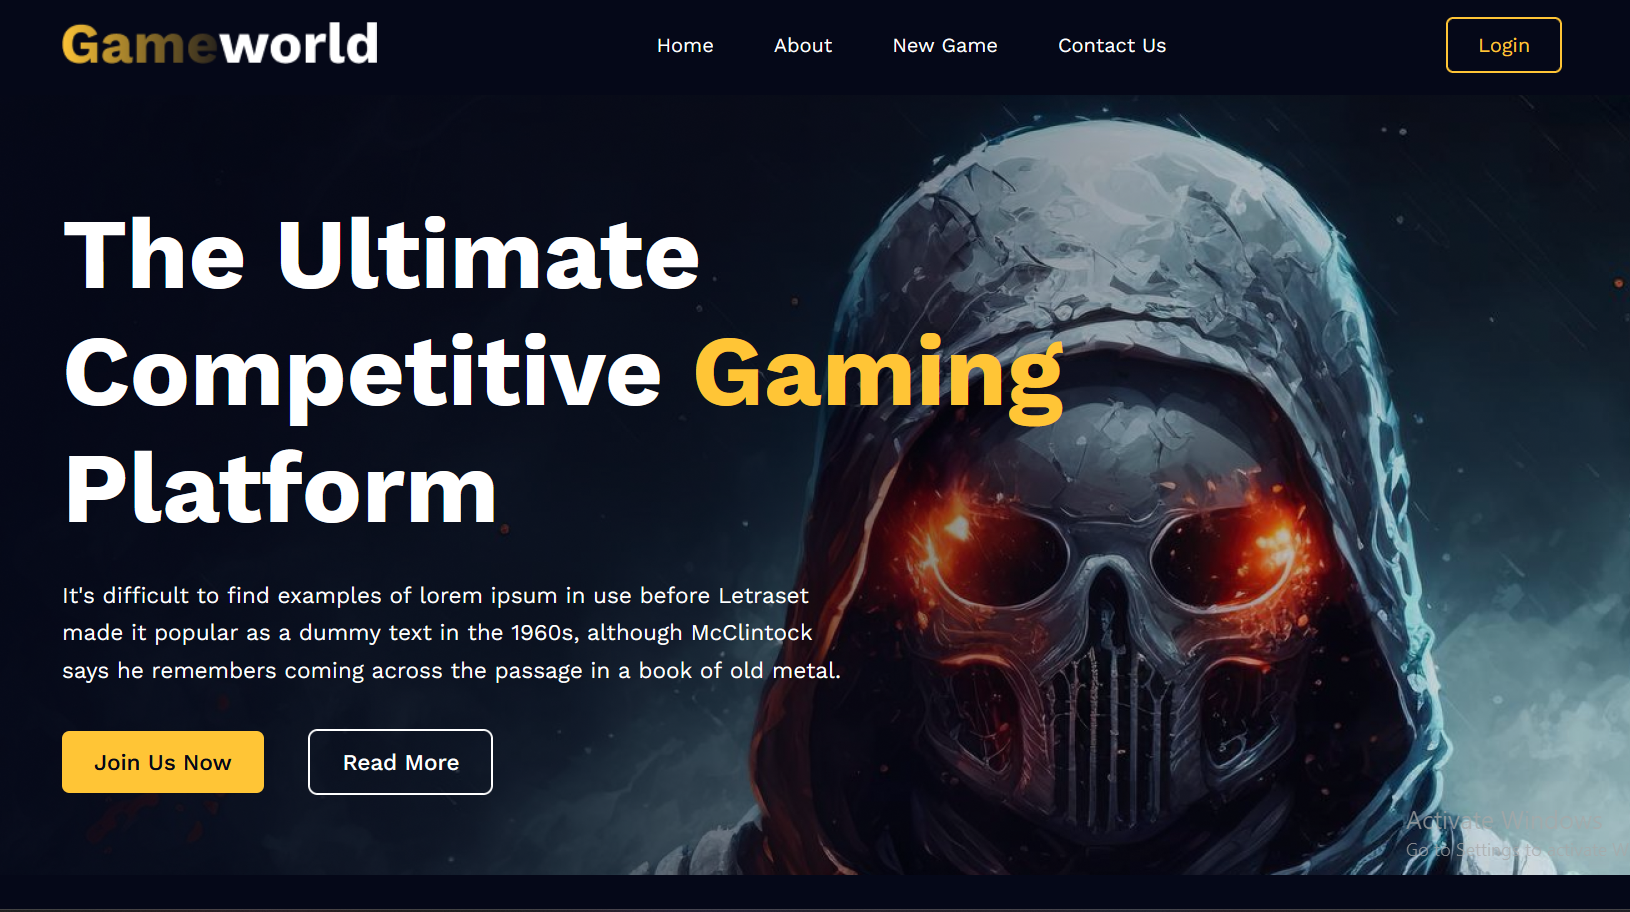 Gameworld
Home
About
New Game
Contact Us
Login
The Ultimate
Competitive Gaming
Platform
It's difficult to find examples of lorem ipsum in use before Letraset
made it popular as a dummy text in the 1960s, although McClintock
says he remembers coming across the passage in a book of old metal.
Join Us Now
Read More
Activate Windows
Go to Settings to